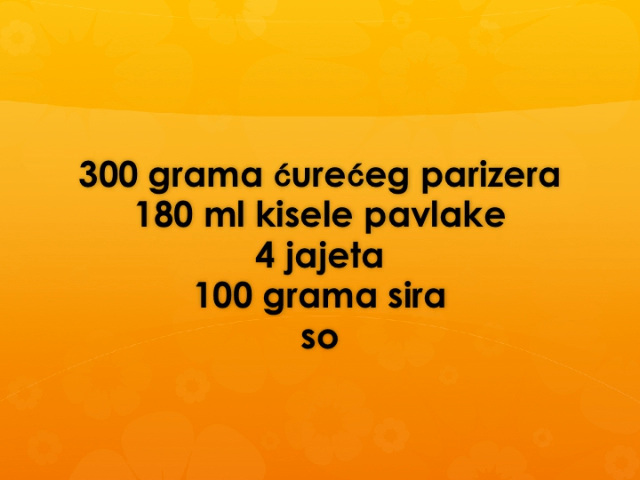 300 grama ćurećeg parizera
180 ml kisele pavlake
4 jajeta
100 grama sira
so